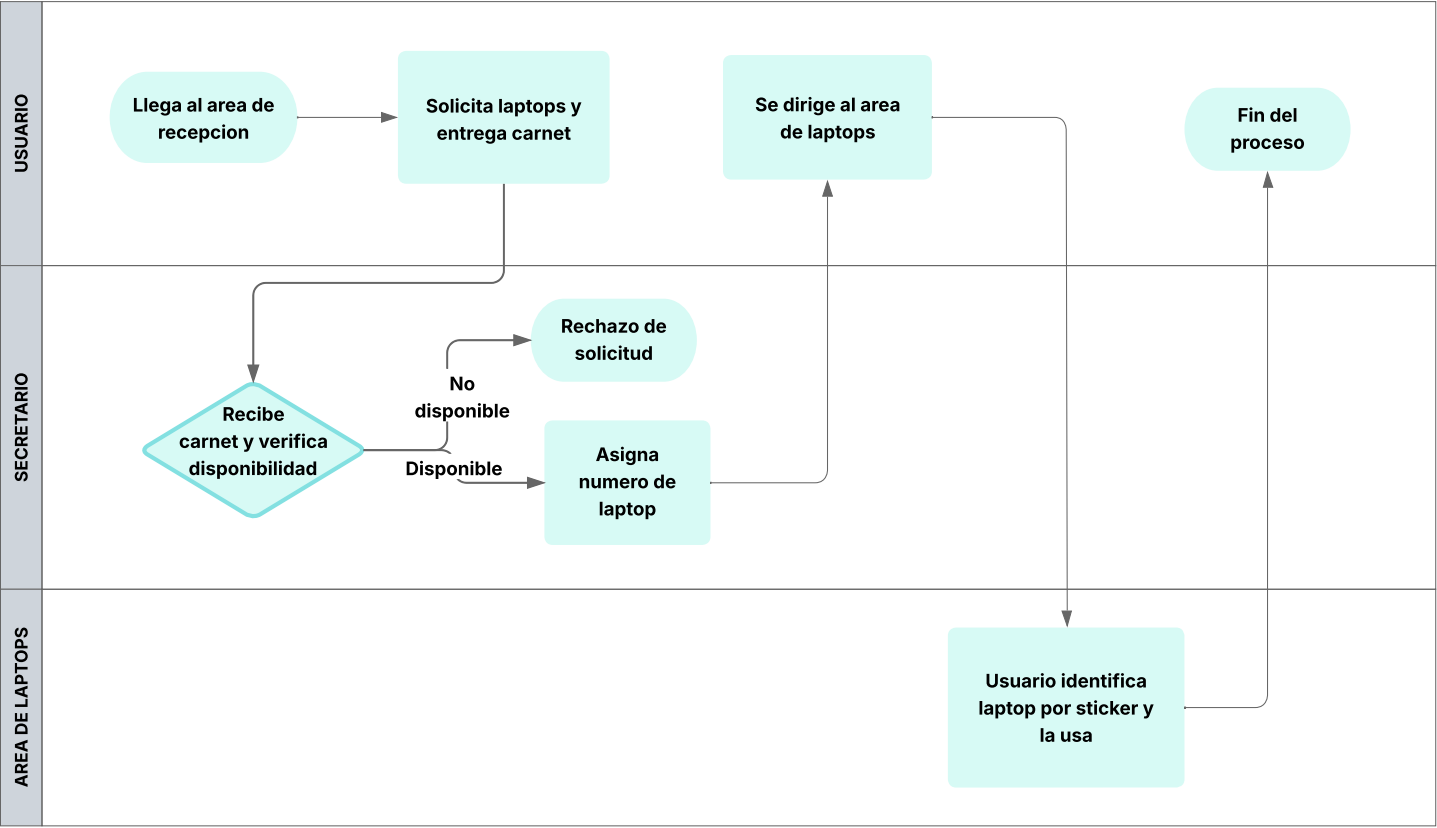 USUARIO
Llega al area de
recepcion
Solicita laptops y
entrega carnet
Se dirige al area
de laptops
Fin del
proceso
SECRETARIO
Recibe
carnet y verifica
disponibilidad
No
disponible
Disponible
Rechazo de
solicitud
Asigna
numero de
laptop
AREA DE LAPTOPS
Usuario identifica
laptop por sticker y
la usa